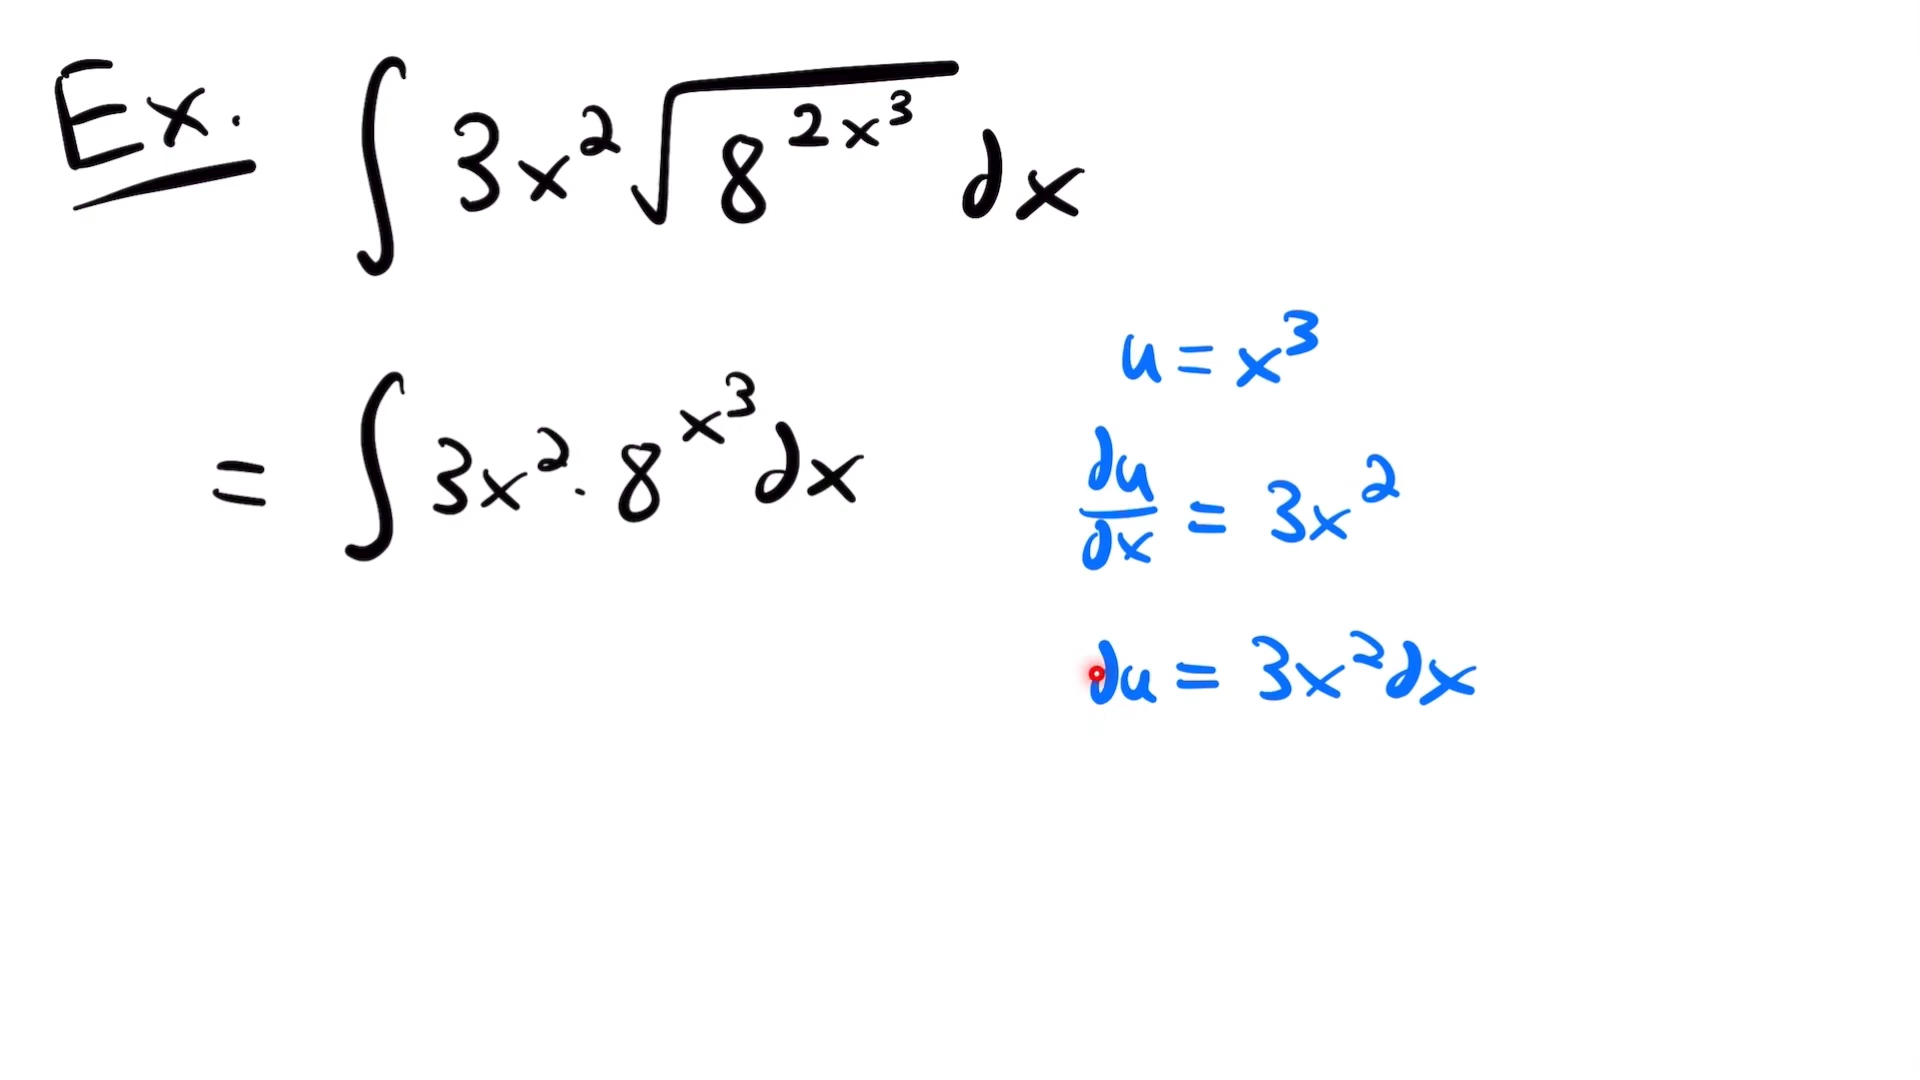 Ex. ∫ 3x² √(8^(2x³)) dx
= ∫ 3x² · 8^(x³) dx
u = x³
du/dx = 3x²
du = 3x² dx